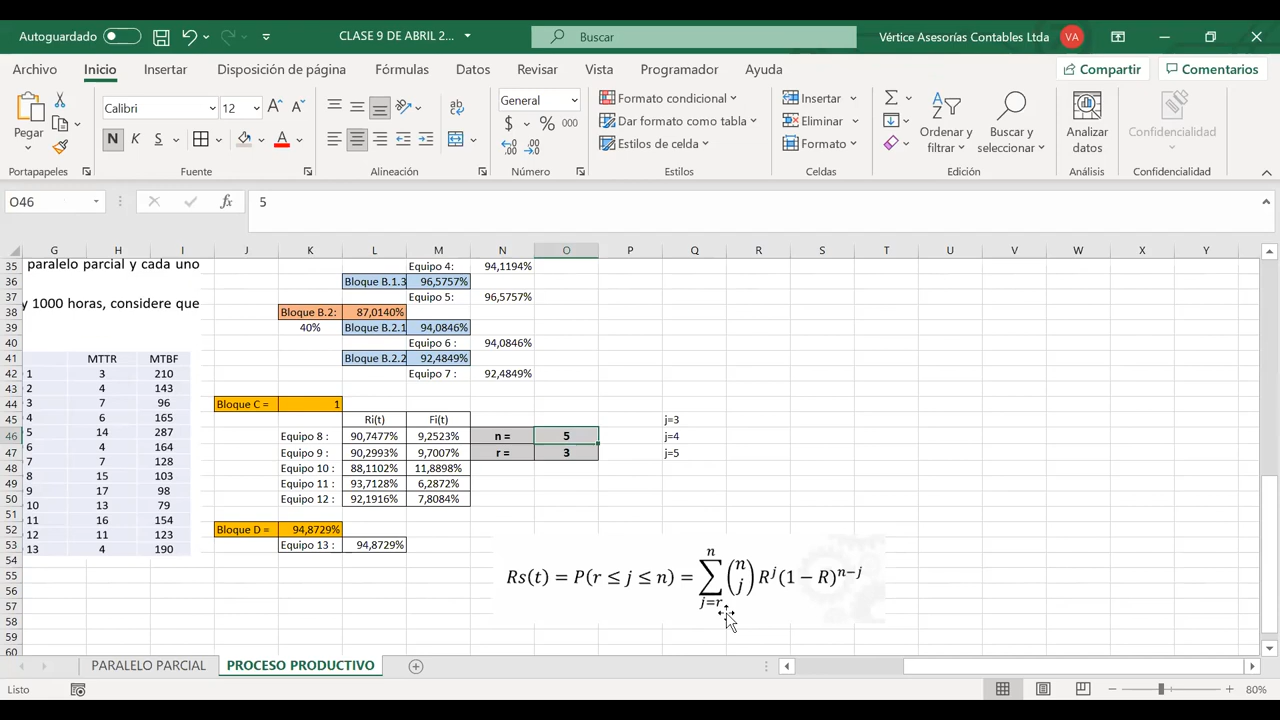 Autoguardado
CLASE 9 DE ABRIL 2...
Buscar
Vértice Asesorías Contables Ltda
VA
Archivo Inicio Insertar Disposición de página Fórmulas Datos Revisar Vista Programador Ayuda
Compartir Comentarios
Pegar
Calibri 12
N K S
A
General
$ % 000
Formato condicional
Dar formato como tabla
Estilos de celda
Insertar
Eliminar
Formato
Ordenar y filtrar
Buscar y seleccionar
Analizar datos
Confidencialidad
Portapapeles Fuente Alineación Número Estilos Celdas Edición Análisis Confidencialidad
O46 fx 5
G H I J K L M N O P Q R S T U V W X Y
35 paralelo parcial y cada uno Equipo 4: 94,1194%
36 Bloque B.1.3 96,5757%
37 y 1000 horas, considere que Equipo 5: 96,5757%
38 Bloque B.2: 87,0140%
39 40% Bloque B.2.1 94,0846%
40 Equipo 6 : 94,0846%
41 MTTR MTBF Bloque B.2.2 92,4849%
42 1 3 210 Equipo 7 : 92,4849%
43 2 4 143
44 3 7 96 Bloque C = 1
45 4 6 165 Ri(t) Fi(t) j=3
46 5 14 287 Equipo 8 : 90,7477% 9,2523% n = 5 j=4
47 6 4 164 Equipo 9 : 90,2993% 9,7007% r = 3 j=5
48 7 7 128 Equipo 10 : 88,1102% 11,8898%
49 8 15 103 Equipo 11 : 93,7128% 6,2872%
50 9 17 98 Equipo 12 : 92,1916% 7,8084%
51 10 13 79
52 11 16 154 Bloque D = 94,8729%
53 12 11 123 Equipo 13 : 94,8729%
54 13 4 190
55
56
57
58
59
60
Rs(t) = P(r ≤ j ≤ n) = ∑_{j=r}^{n} (n j) R^j (1 − R)^{n−j}
PARALELO PARCIAL PROCESO PRODUCTIVO
Listo 80%